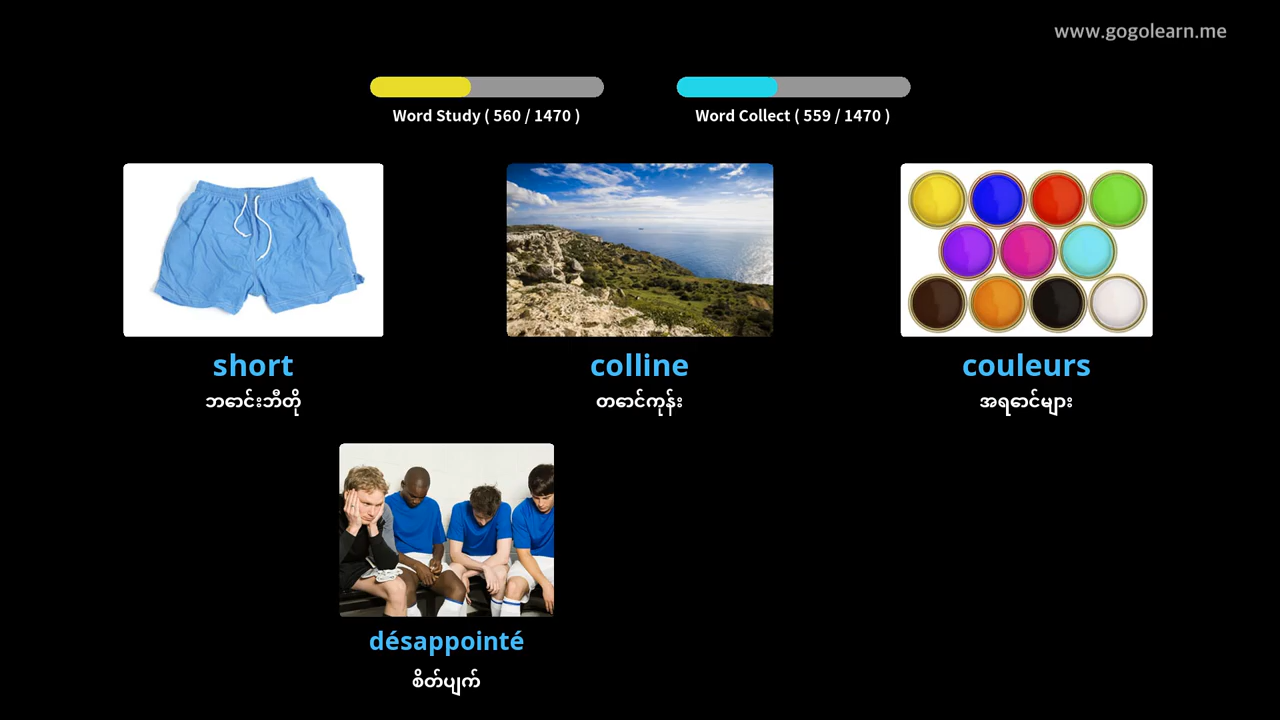 www.gogolearn.me
Word Study ( 560 / 1470 )
Word Collect ( 559 / 1470 )
short
colline
couleurs
ဘောင်းဘီတို
တောင်ကုန်း
အရောင်များ
désappointé
စိတ်ပျက်